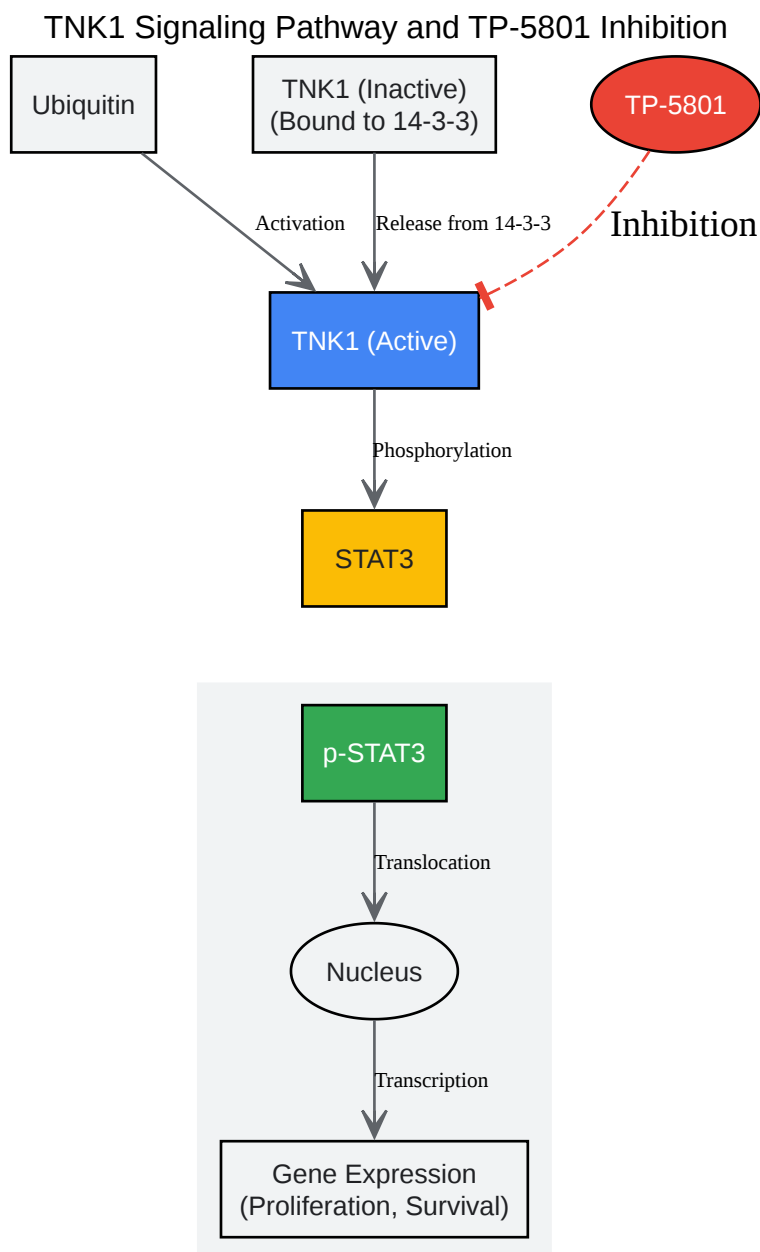 TNK1 Signaling Pathway and TP-5801 Inhibition
Ubiquitin
TNK1 (Inactive)
(Bound to 14-3-3)
TP-5801
Activation
Release from 14-3-3
Inhibition
TNK1 (Active)
Phosphorylation
STAT3
p-STAT3
Translocation
Nucleus
Transcription
Gene Expression
(Proliferation, Survival)